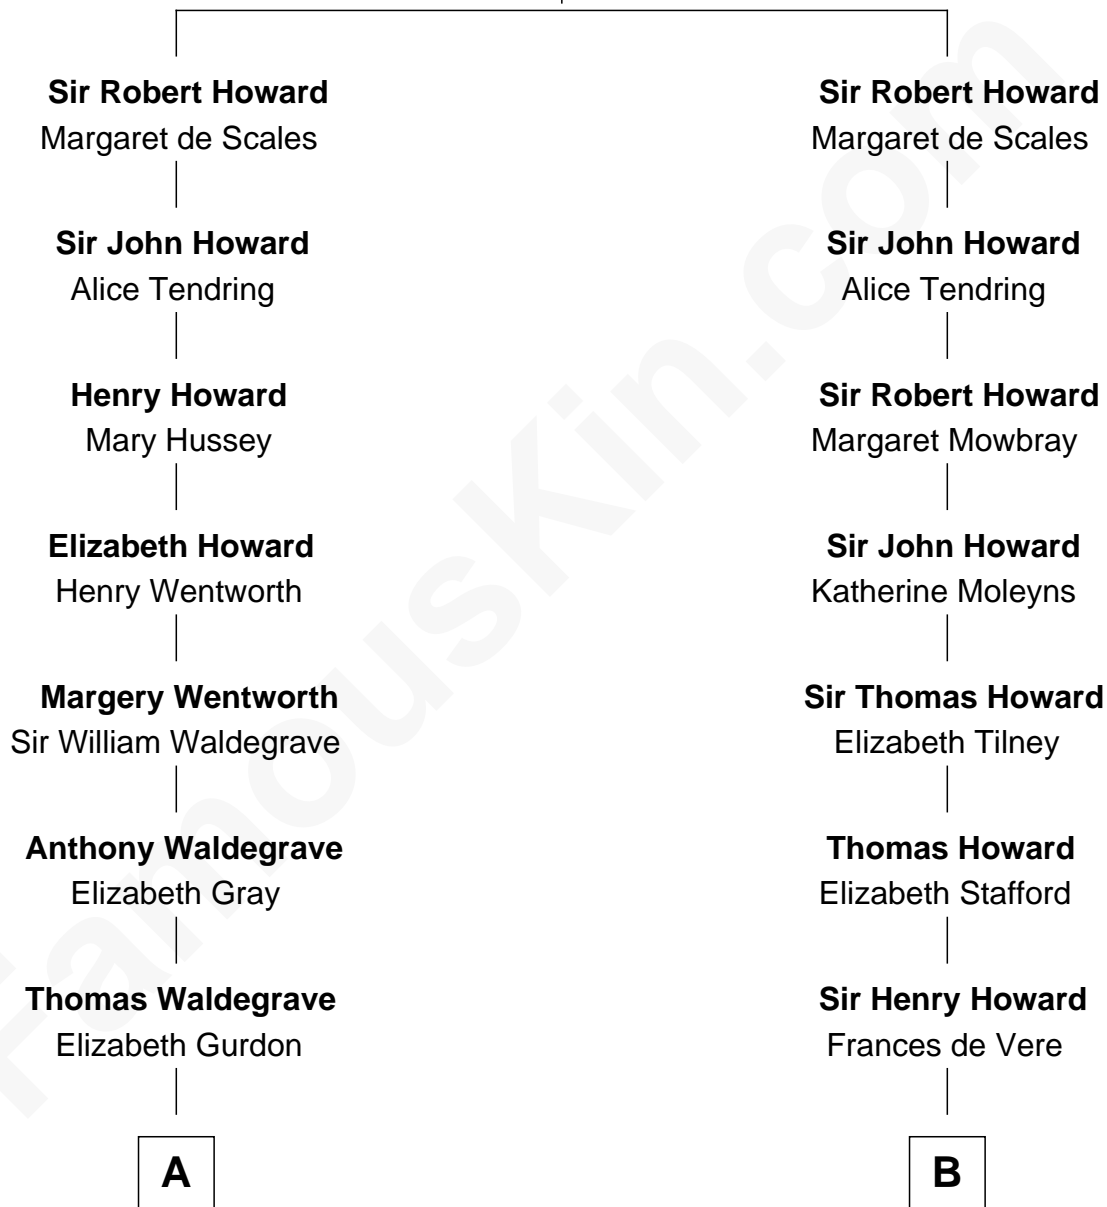 Sir Robert Howard
Margaret de Scales
Sir John Howard
Alice Tendring
Henry Howard
Mary Hussey
Elizabeth Howard
Henry Wentworth
Margery Wentworth
Sir William Waldegrave
Anthony Waldegrave
Elizabeth Gray
Thomas Waldegrave
Elizabeth Gurdon
A
Sir Robert Howard
Margaret de Scales
Sir John Howard
Alice Tendring
Sir Robert Howard
Margaret Mowbray
Sir John Howard
Katherine Moleyns
Sir Thomas Howard
Elizabeth Tilney
Thomas Howard
Elizabeth Stafford
Sir Henry Howard
Frances de Vere
B
FamousKin.com